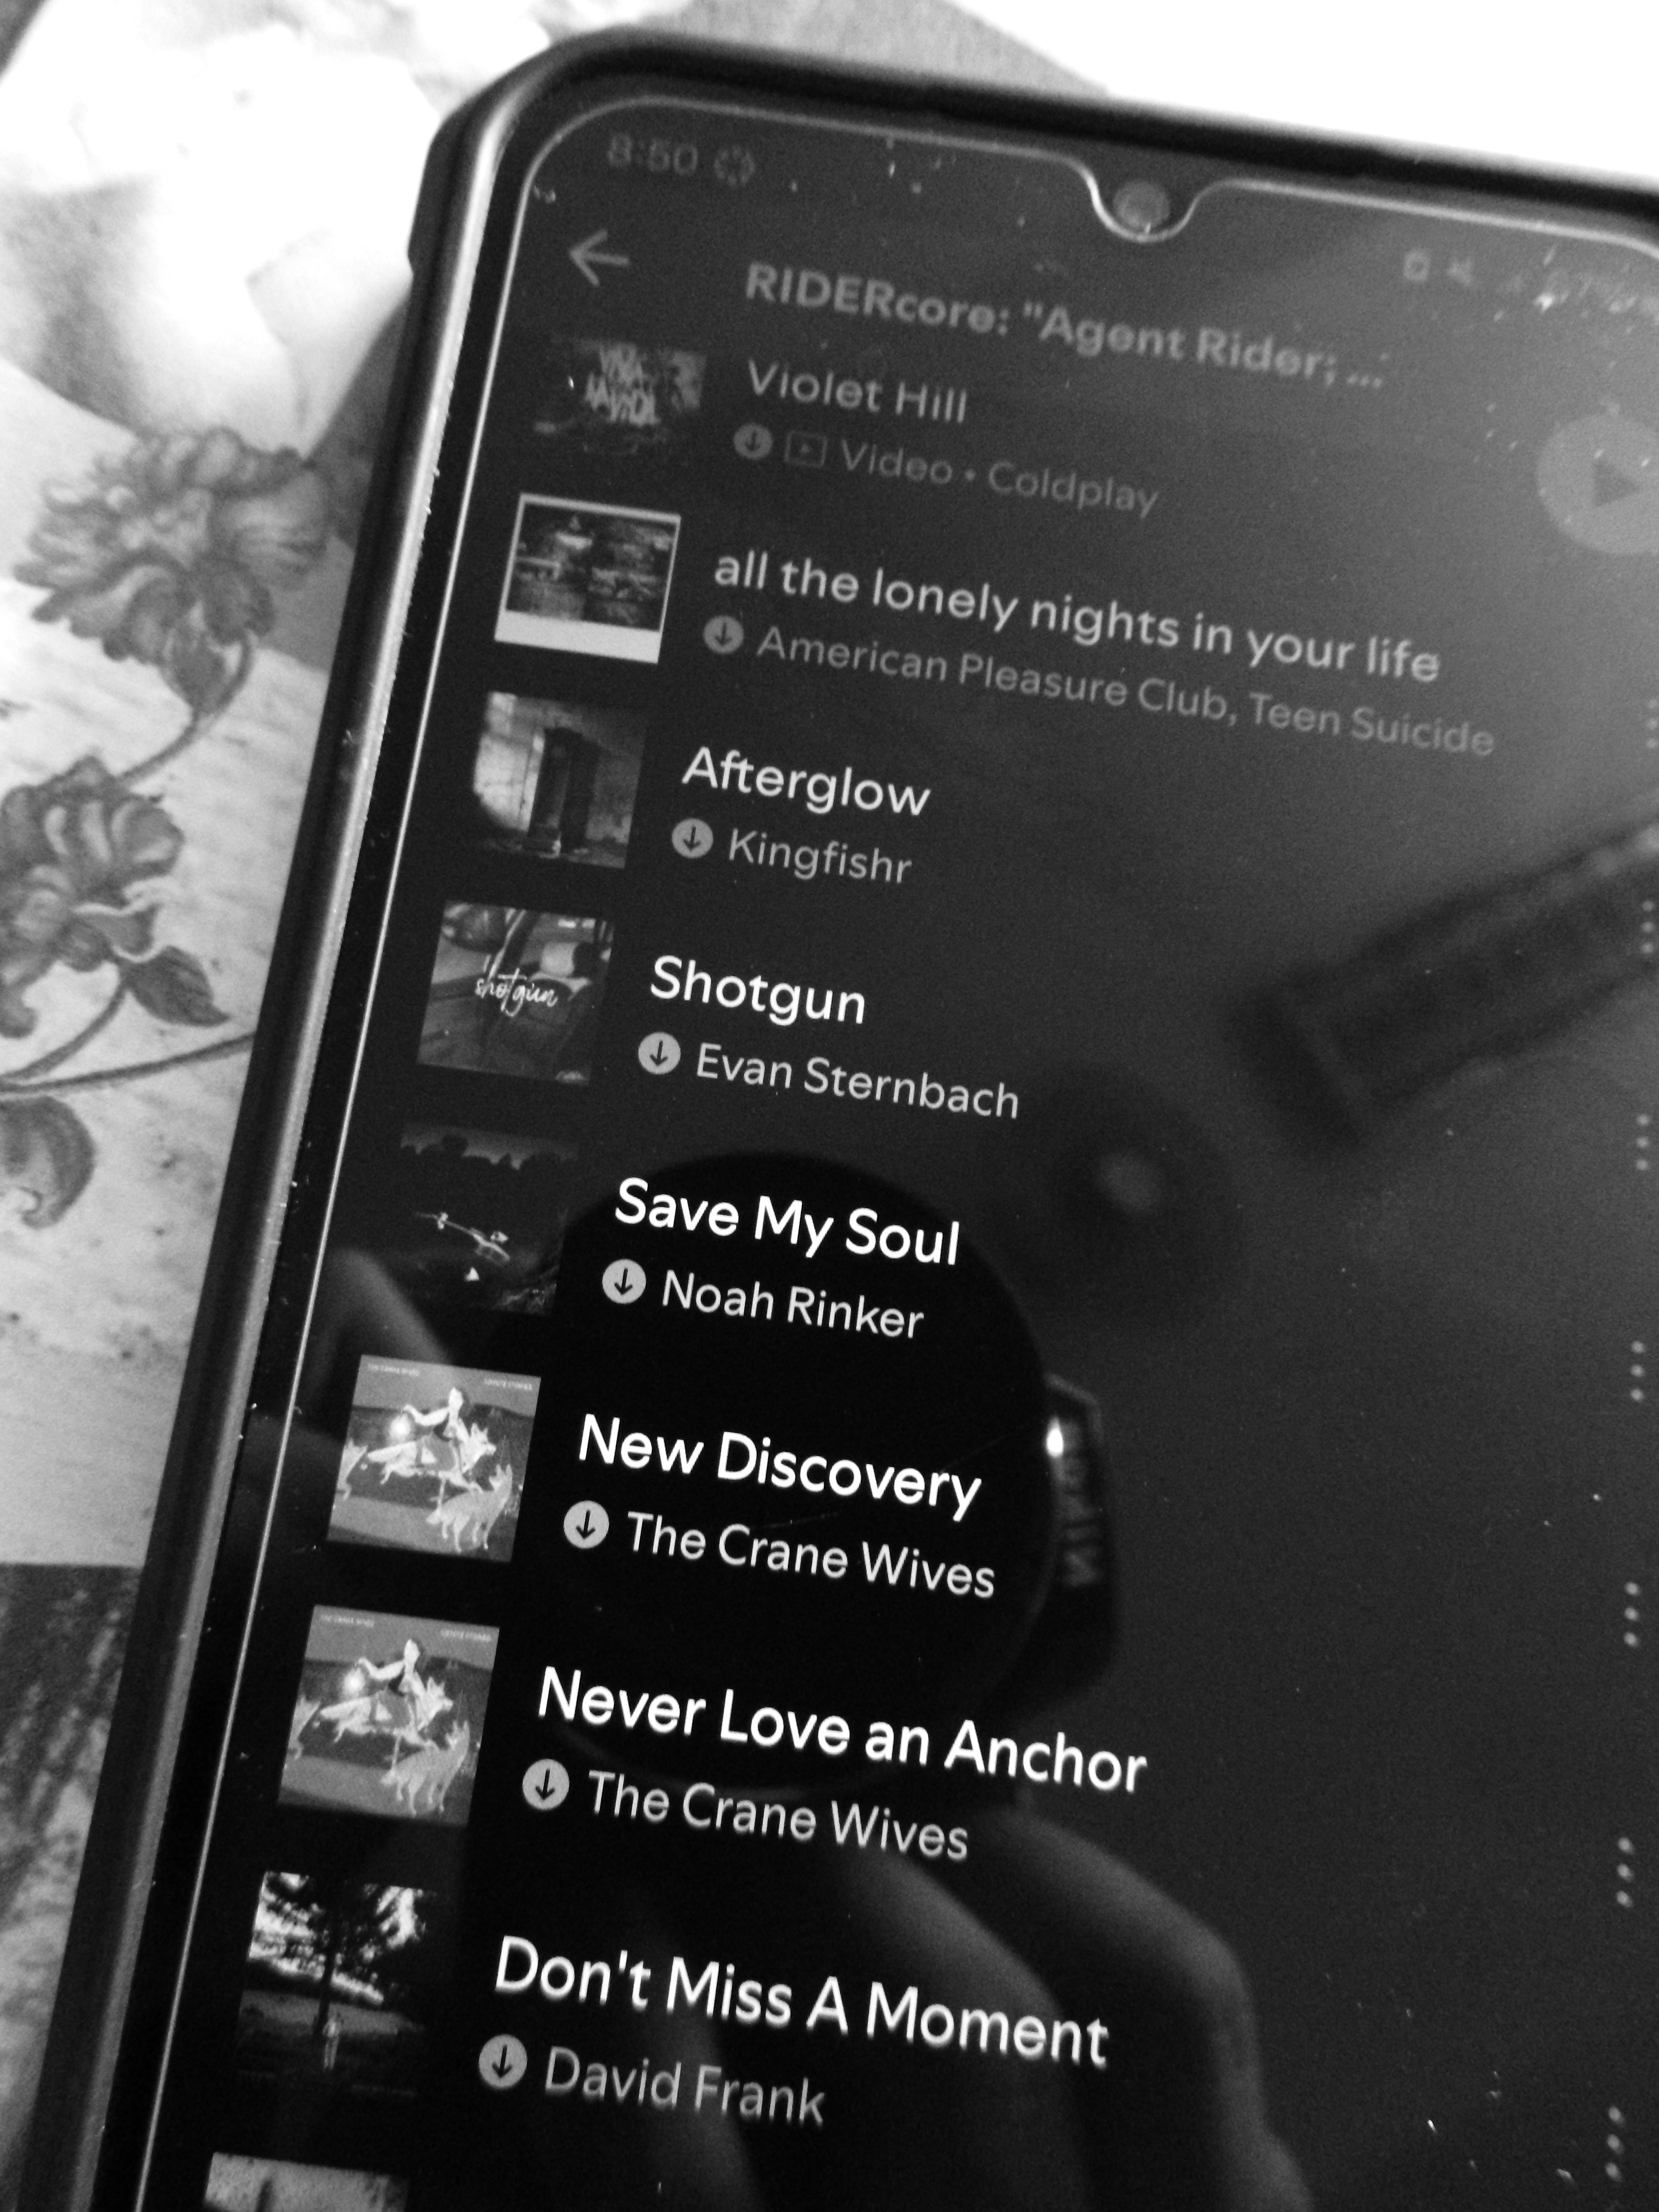 8:50
RIDERcore: "Agent Rider; ...
Violet Hill
Video • Coldplay
all the lonely nights in your life
American Pleasure Club, Teen Suicide
Afterglow
Kingfishr
shotgun
Shotgun
Evan Sternbach
Save My Soul
Noah Rinker
New Discovery
The Crane Wives
Never Love an Anchor
The Crane Wives
Don't Miss A Moment
David Frank